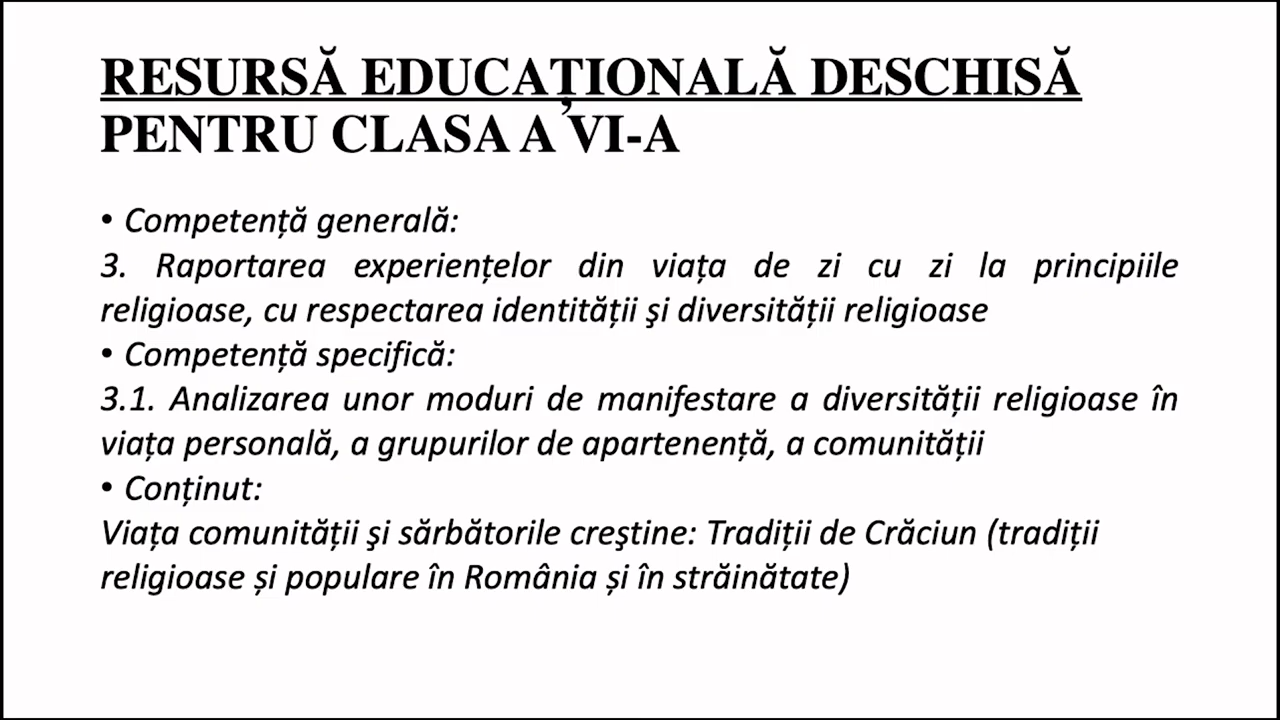 RESURSĂ EDUCAŢIONALĂ DESCHISĂ
PENTRU CLASA A VI-A
• Competență generală:
3. Raportarea experiențelor din viața de zi cu zi la principiile
religioase, cu respectarea identității şi diversității religioase
• Competență specifică:
3.1. Analizarea unor moduri de manifestare a diversității religioase în
viața personală, a grupurilor de apartenență, a comunității
• Conținut:
Viața comunității şi sărbătorile creştine: Tradiții de Crăciun (tradiții
religioase și populare în România și în străinătate)